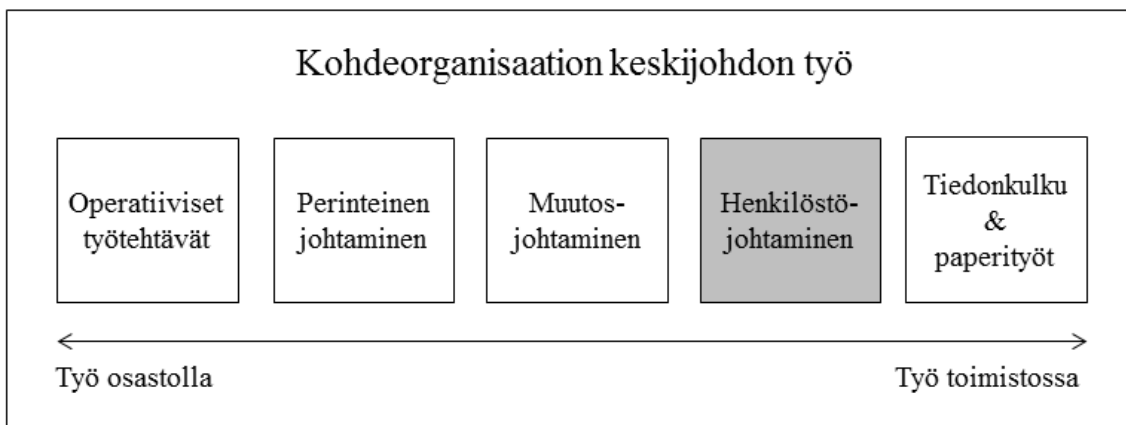 Kohdeorganisaation keskijohdon työ
Operatiiviset
työtehtävät
Perinteinen
johtaminen
Muutos-
johtaminen
Henkilöstö-
johtaminen
Tiedonkulku
&
paperityöt
Työ osastolla
Työ toimistossa